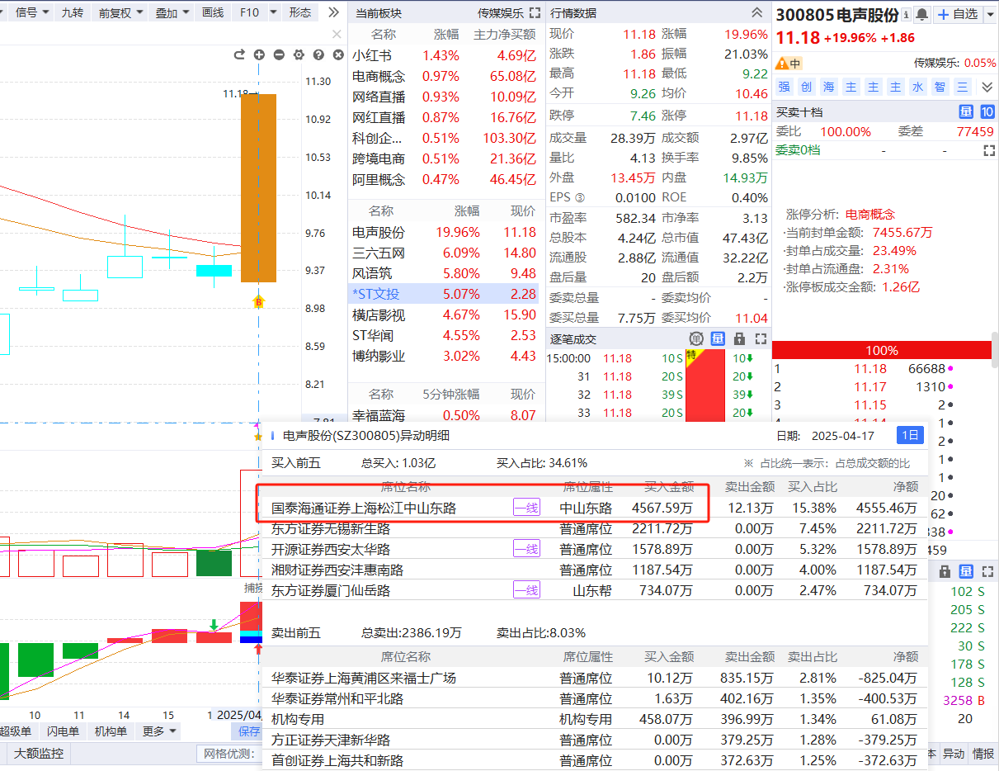 信号 九转 前复权 叠加 画线 F10 形态
11.18
11.30
10.92
10.53
10.14
9.76
9.37
8.98
8.59
8.21
7.81
B
10 11 14 15 1 2025/04/
超级单 闪电单 机构单 更多 保存
大额监控 网格优测:
当前板块 传媒娱乐
名称 涨幅 主力净买额
小红书 1.43% 4.69亿
电商概念 0.97% 65.08亿
网络直播 0.93% 10.09亿
网红直播 0.87% 16.76亿
科创企... 0.51% 103.30亿
跨境电商 0.51% 21.36亿
阿里概念 0.47% 46.45亿
名称 涨幅 现价
电声股份 19.96% 11.18
三六五网 6.09% 14.80
风语筑 5.80% 9.48
*ST文投 5.07% 2.28
横店影视 4.67% 15.90
ST华闻 4.55% 2.53
博纳影业 3.02% 4.43
名称 5分钟涨幅 现价
幸福蓝海 0.50% 8.07
行情数据
现价 11.18 涨幅 19.96%
涨跌 1.86 振幅 21.03%
最高 11.18 最低 9.22
今开 9.26 均价 10.46
跌停 7.46 涨停 11.18
成交量 28.39万 成交额 2.97亿
量比 4.13 换手率 9.85%
外盘 13.45万 内盘 14.93万
EPS ③ 0.0100 ROE 0.40%
市盈率 582.34 市净率 3.13
总股本 4.24亿 总市值 47.43亿
流通股 2.88亿 流通值 32.22亿
盘后量 20 盘后额 2.2万
委卖总量 - 委卖均价 -
委买总量 7.75万 委买均价 11.04
逐笔成交 单 量
15:00:00 11.18 10 S 特 10
31 11.18 20 S 20
32 11.18 39 S 39
33 11.18 20 S 20
300805 电声股份 自选
11.18 +19.96% +1.86
中 传媒娱乐: 0.05%
强 创 海 主 主 主 水 智 三
买卖十档 量 10
委比 100.00% 委差 77459
委卖0档 - -
涨停分析: 电商概念
·当前封单金额: 7455.67万
·封单占成交量: 23.49%
·封单占流通盘: 2.31%
·涨停板成交金额: 1.26亿
100%
1 11.18 66688
2 11.17 1310
3 11.15 2
1
2
1
1
20
62
338
459
量
102 S
205 S
222 S
30 S
178 S
128 S
3258 B
20
本 异动 情报
电声股份(SZ300805)异动明细 日期: 2025-04-17 1日
买入前五 总买入: 1.03亿 买入占比: 34.61% ※ 占比统一表示：占总成交额的比
席位名称 席位属性 买入金额 卖出金额 买入占比 净额
国泰海通证券上海松江中山东路 一线 中山东路 4567.59万 12.13万 15.38% 4555.46万
东方证券无锡新生路 普通席位 2211.72万 0.00万 7.45% 2211.72万
开源证券西安太华路 一线 普通席位 1578.89万 0.00万 5.32% 1578.89万
湘财证券西安沣惠南路 普通席位 1187.54万 0.00万 4.00% 1187.54万
东方证券厦门仙岳路 一线 山东帮 734.07万 0.00万 2.47% 734.07万
卖出前五 总卖出:2386.19万 卖出占比:8.03%
席位名称 席位属性 买入金额 卖出金额 卖出占比 净额
华泰证券上海黄浦区来福士广场 普通席位 10.12万 835.15万 2.81% -825.04万
华泰证券常州和平北路 普通席位 1.63万 402.16万 1.35% -400.53万
机构专用 机构专用 458.07万 396.99万 1.34% 61.08万
方正证券天津新华路 普通席位 0.00万 379.25万 1.28% -379.25万
首创证券上海共和新路 普通席位 0.00万 372.63万 1.25% -372.63万